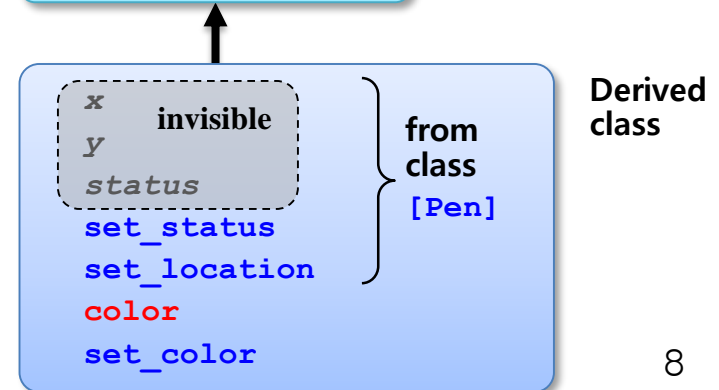 x
invisible
y
status
set_status
set_location
color
set_color
from
class
[Pen]
Derived
class
8